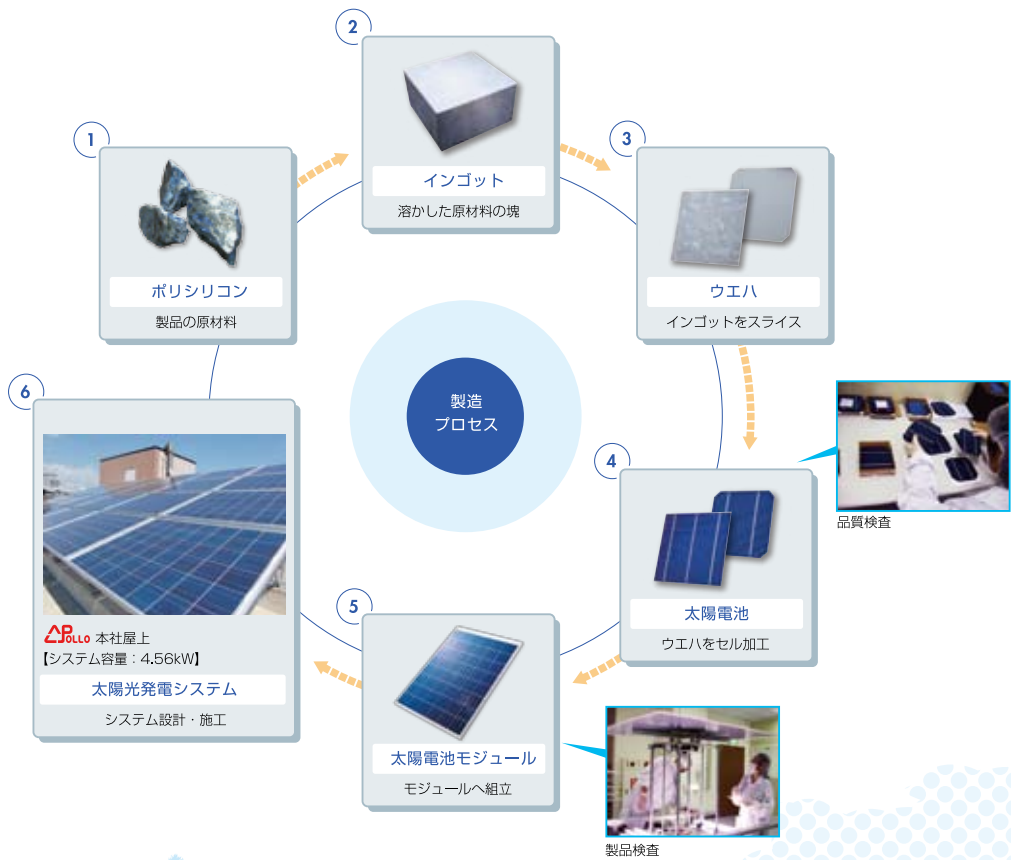 1
ポリシリコン
製品の原材料
2
インゴット
溶かした原材料の塊
3
ウエハ
インゴットをスライス
製造
プロセス
4
太陽電池
ウエハをセル加工
品質検査
5
太陽電池モジュール
モジュールへ組立
製品検査
6
APOLLO 本社屋上
【システム容量：4.56kW】
太陽光発電システム
システム設計・施工